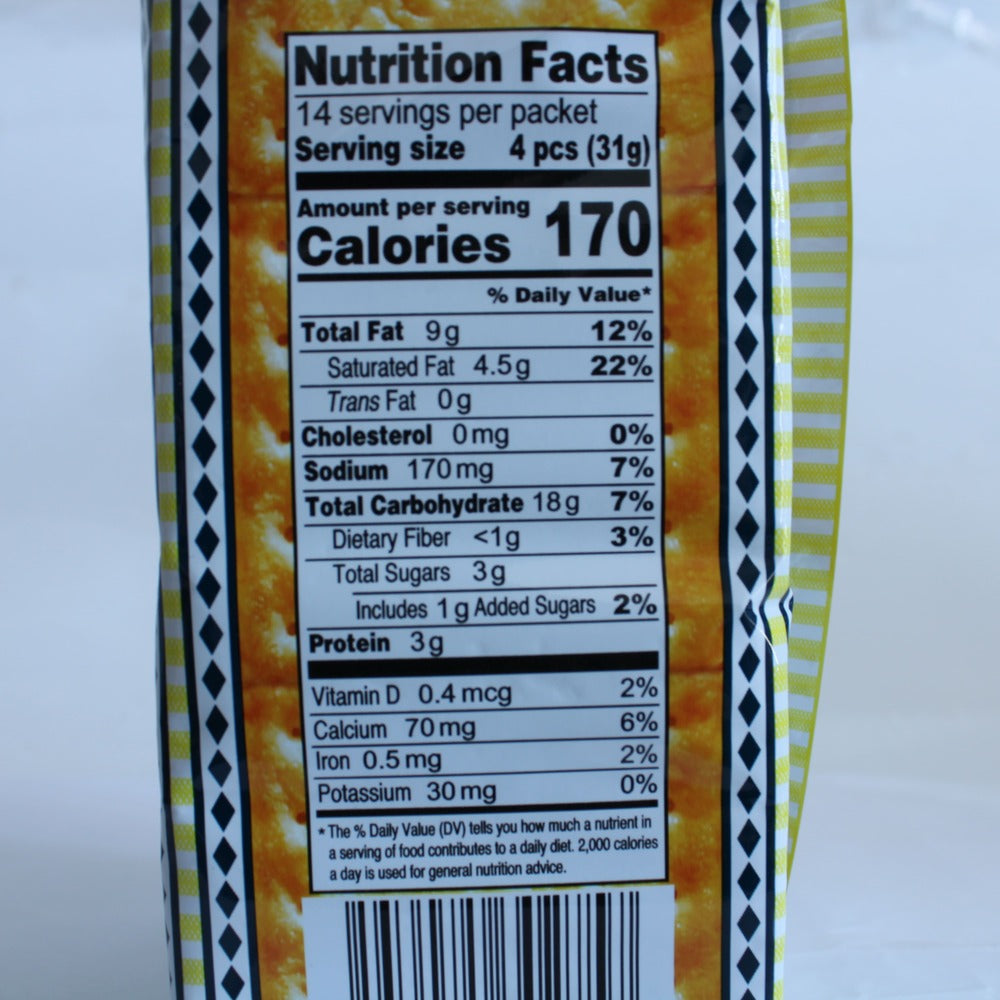 Nutrition Facts
14 servings per packet
Serving size 4 pcs (31g)
Amount per serving
Calories 170
% Daily Value*
Total Fat 9g 12%
Saturated Fat 4.5g 22%
Trans Fat 0g
Cholesterol 0mg 0%
Sodium 170mg 7%
Total Carbohydrate 18g 7%
Dietary Fiber <1g 3%
Total Sugars 3g
Includes 1g Added Sugars 2%
Protein 3g
Vitamin D 0.4 mcg 2%
Calcium 70mg 6%
Iron 0.5mg 2%
Potassium 30mg 0%
* The % Daily Value (DV) tells you how much a nutrient in
a serving of food contributes to a daily diet. 2,000 calories
a day is used for general nutrition advice.